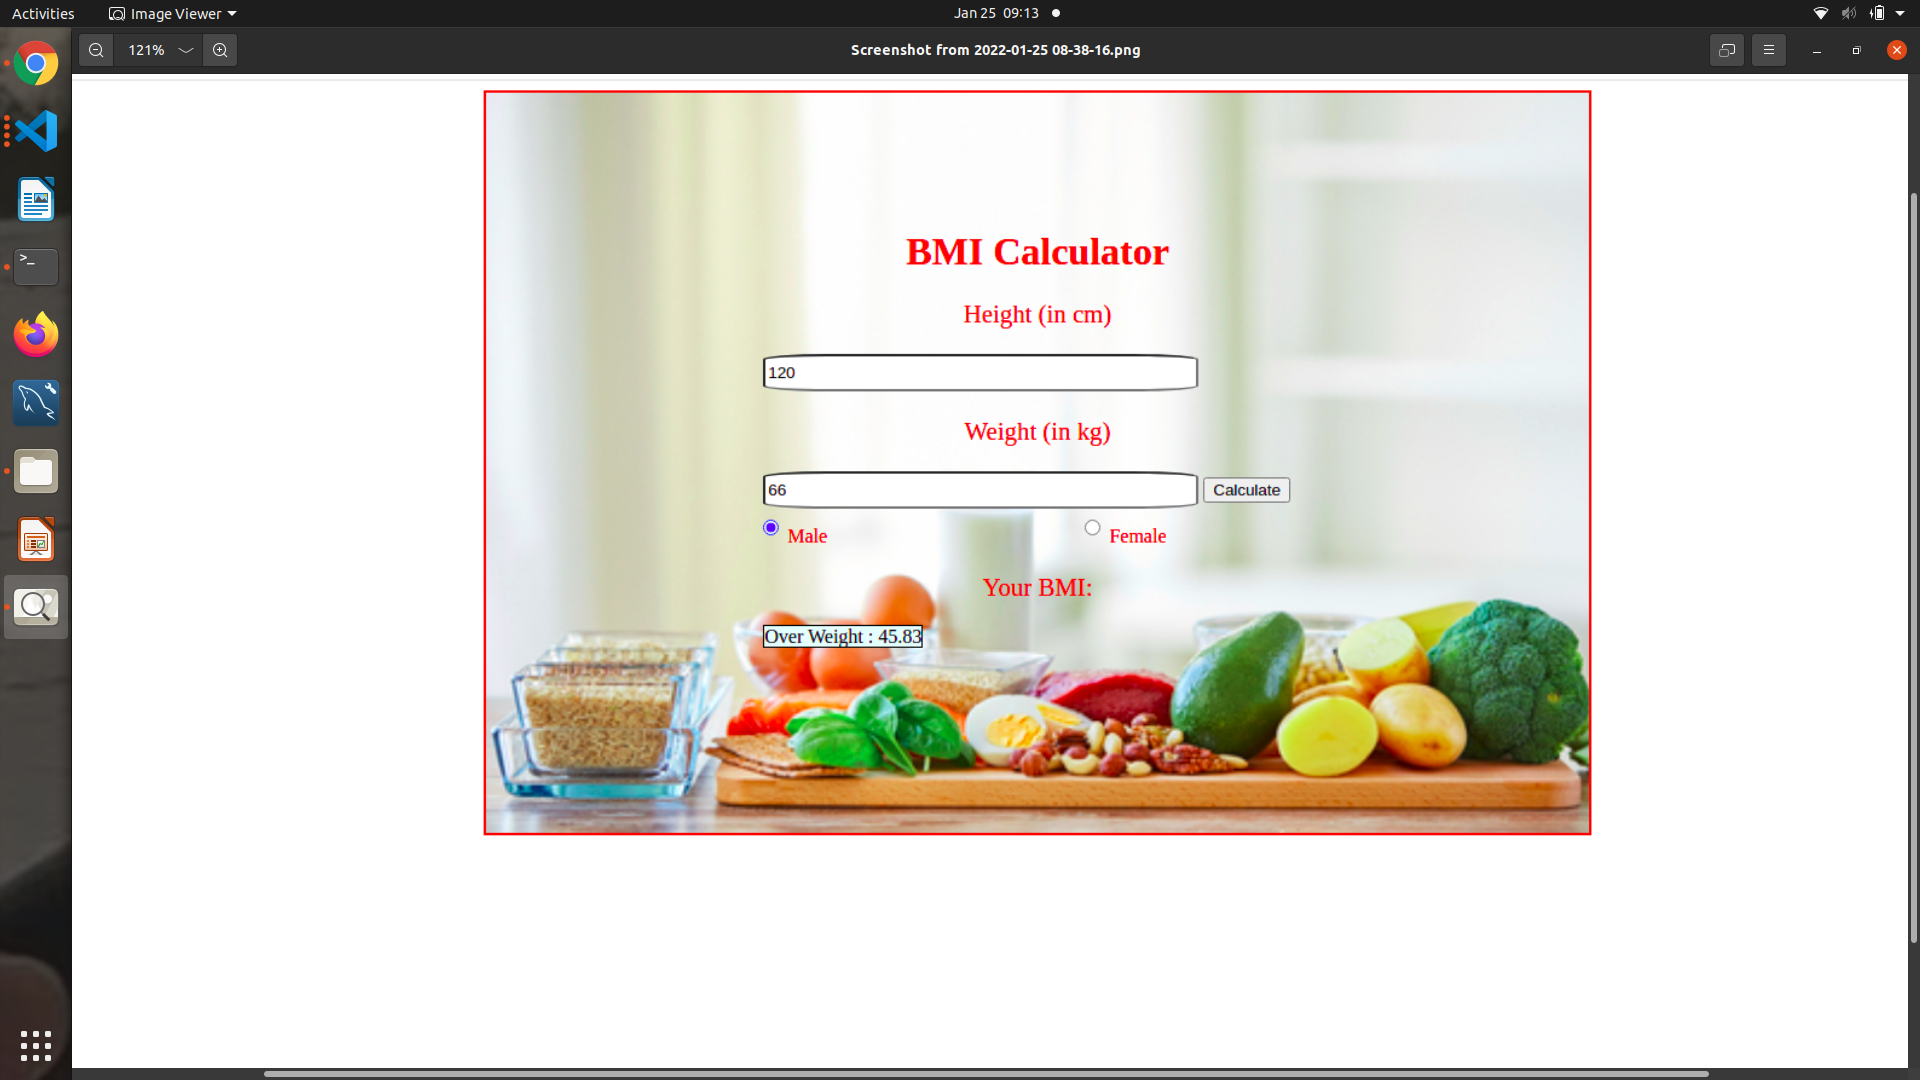 Activities
Image Viewer
Jan 25 09:13
121%
Screenshot from 2022-01-25 08-38-16.png
>_
BMI Calculator
Height (in cm)
120
Weight (in kg)
66
Calculate
Male
Female
Your BMI:
Over Weight : 45.83